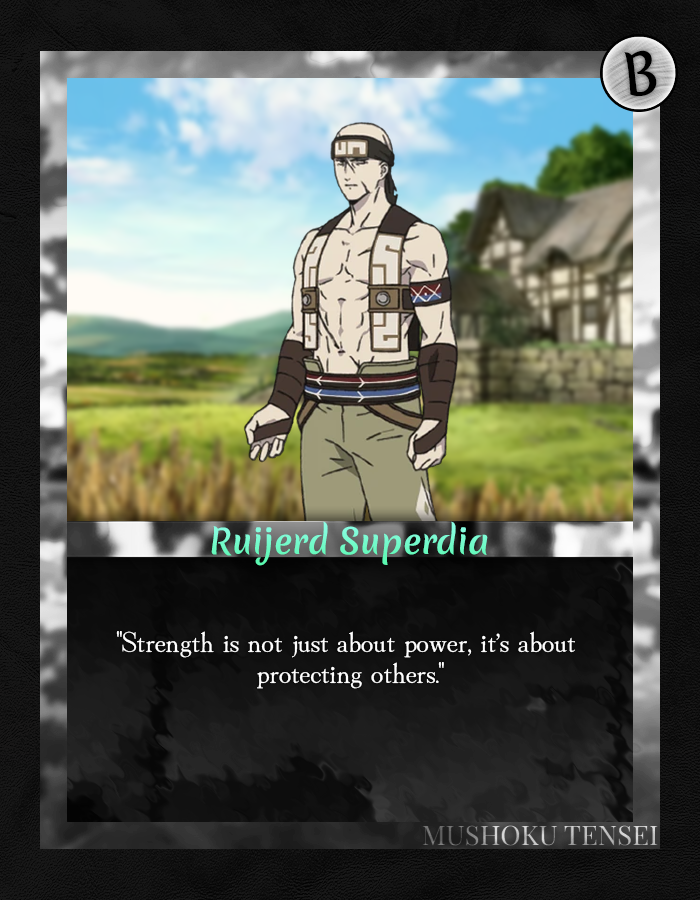 B
Ruijerd Superdia
"Strength is not just about power, it's about
protecting others."
MUSHOKU TENSEI